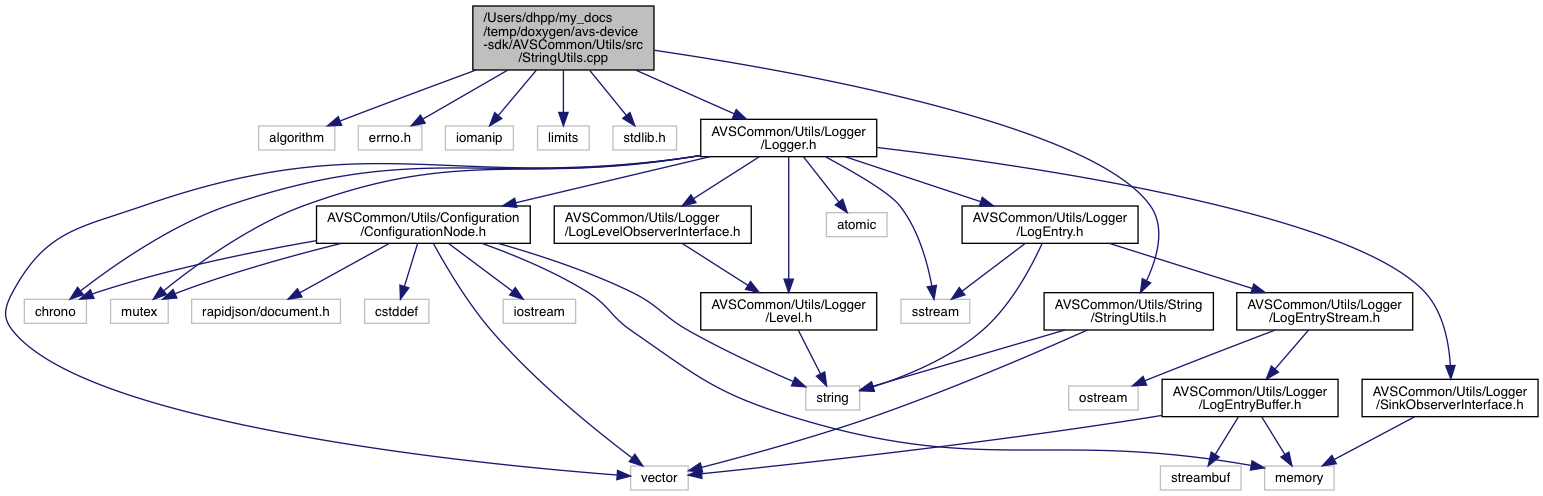 /Users/dhpp/my_docs
/temp/doxygen/avs-device
-sdk/AVSCommon/Utils/src
/StringUtils.cpp
algorithm
errno.h
iomanip
limits
stdlib.h
AVSCommon/Utils/Logger
/Logger.h
AVSCommon/Utils/Configuration
/ConfigurationNode.h
AVSCommon/Utils/Logger
/LogLevelObserverInterface.h
atomic
AVSCommon/Utils/Logger
/LogEntry.h
chrono
mutex
rapidjson/document.h
cstddef
iostream
AVSCommon/Utils/Logger
/Level.h
sstream
AVSCommon/Utils/String
/StringUtils.h
AVSCommon/Utils/Logger
/LogEntryStream.h
string
ostream
AVSCommon/Utils/Logger
/LogEntryBuffer.h
AVSCommon/Utils/Logger
/SinkObserverInterface.h
vector
streambuf
memory